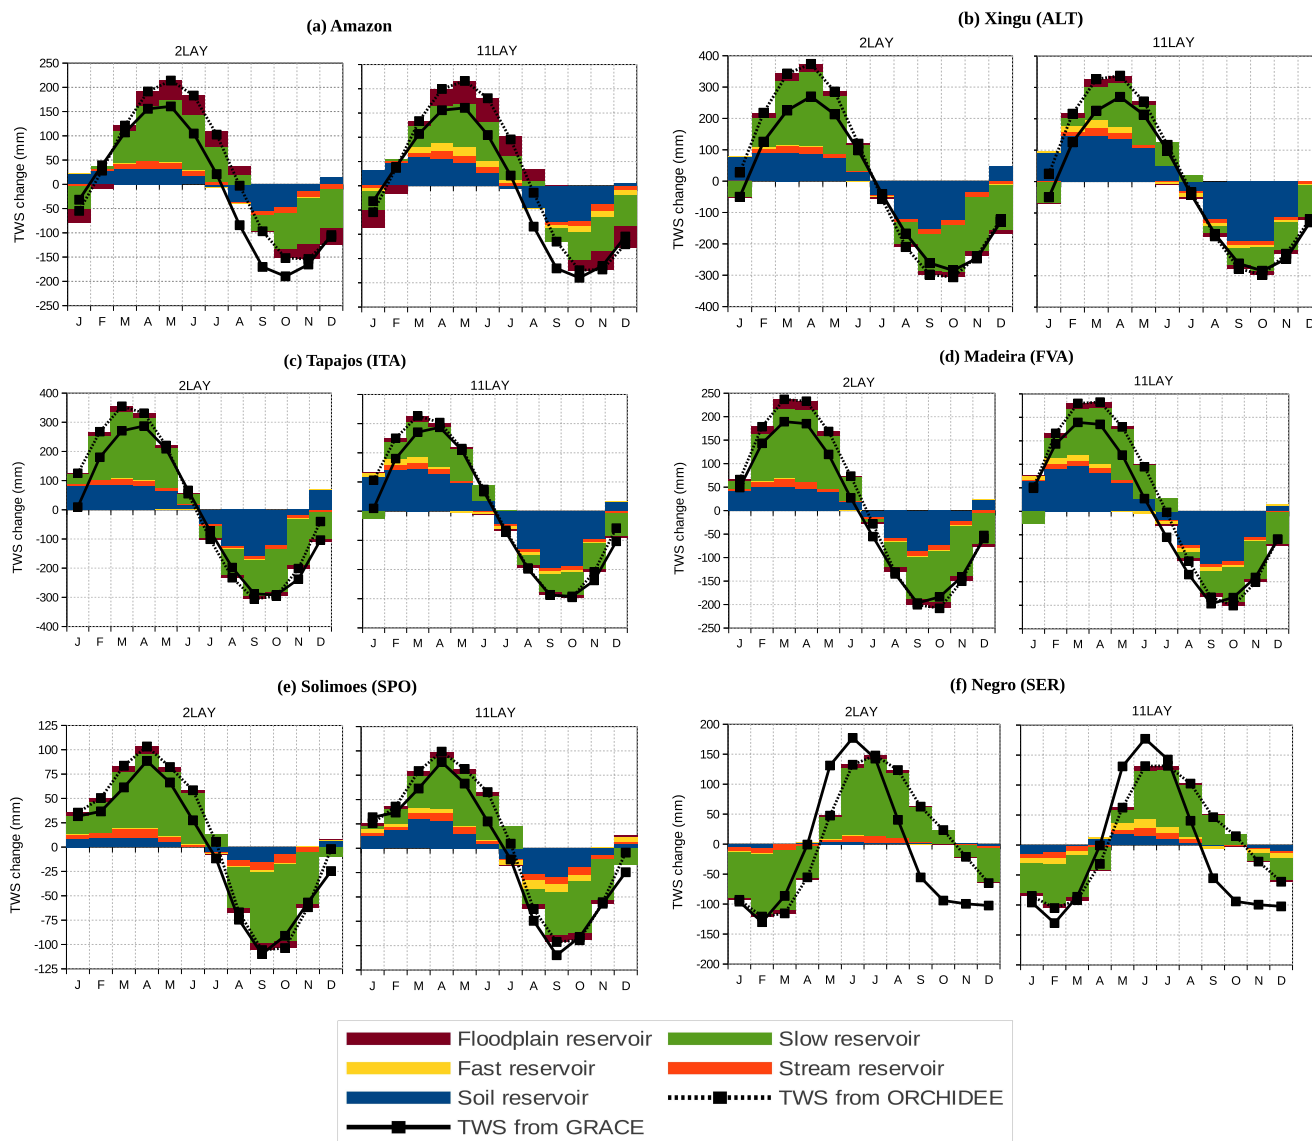 (a) Amazon
2LAY
11LAY
TWS change (mm)
250
200
150
100
50
0
-50
-100
-150
-200
-250
J F M A M J J A S O N D
J F M A M J J A S O N D
(b) Xingu (ALT)
2LAY
11LAY
TWS change (mm)
400
300
200
100
0
-100
-200
-300
-400
J F M A M J J A S O N D
J F M A M J J A S O N D
(c) Tapajos (ITA)
2LAY
11LAY
TWS change (mm)
400
300
200
100
0
-100
-200
-300
-400
J F M A M J J A S O N D
J F M A M J J A S O N D
(d) Madeira (FVA)
2LAY
11LAY
TWS change (mm)
250
200
150
100
50
0
-50
-100
-150
-200
-250
J F M A M J J A S O N D
J F M A M J J A S O N D
(e) Solimoes (SPO)
2LAY
11LAY
TWS change (mm)
125
100
75
50
25
0
-25
-50
-75
-100
-125
J F M A M J J A S O N D
J F M A M J J A S O N D
(f) Negro (SER)
2LAY
11LAY
TWS change (mm)
200
150
100
50
0
-50
-100
-150
-200
J F M A M J J A S O N D
J F M A M J J A S O N D
Floodplain reservoir
Slow reservoir
Fast reservoir
Stream reservoir
Soil reservoir
TWS from ORCHIDEE
TWS from GRACE